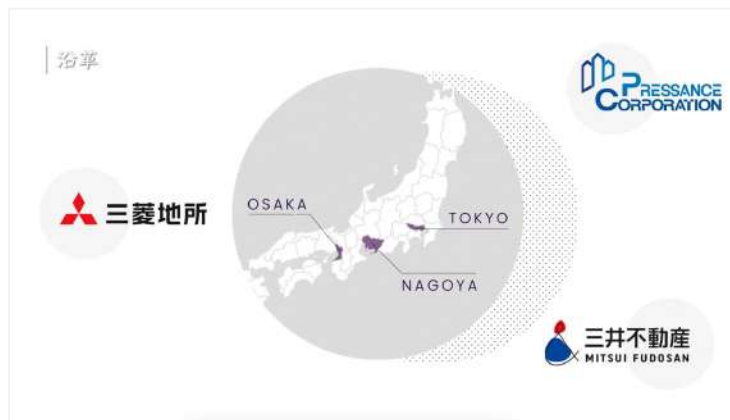 沿革
PRESSANCE
CORPORATION
三菱地所
OSAKA
TOKYO
NAGOYA
三井不動産
MITSUI FUDOSAN